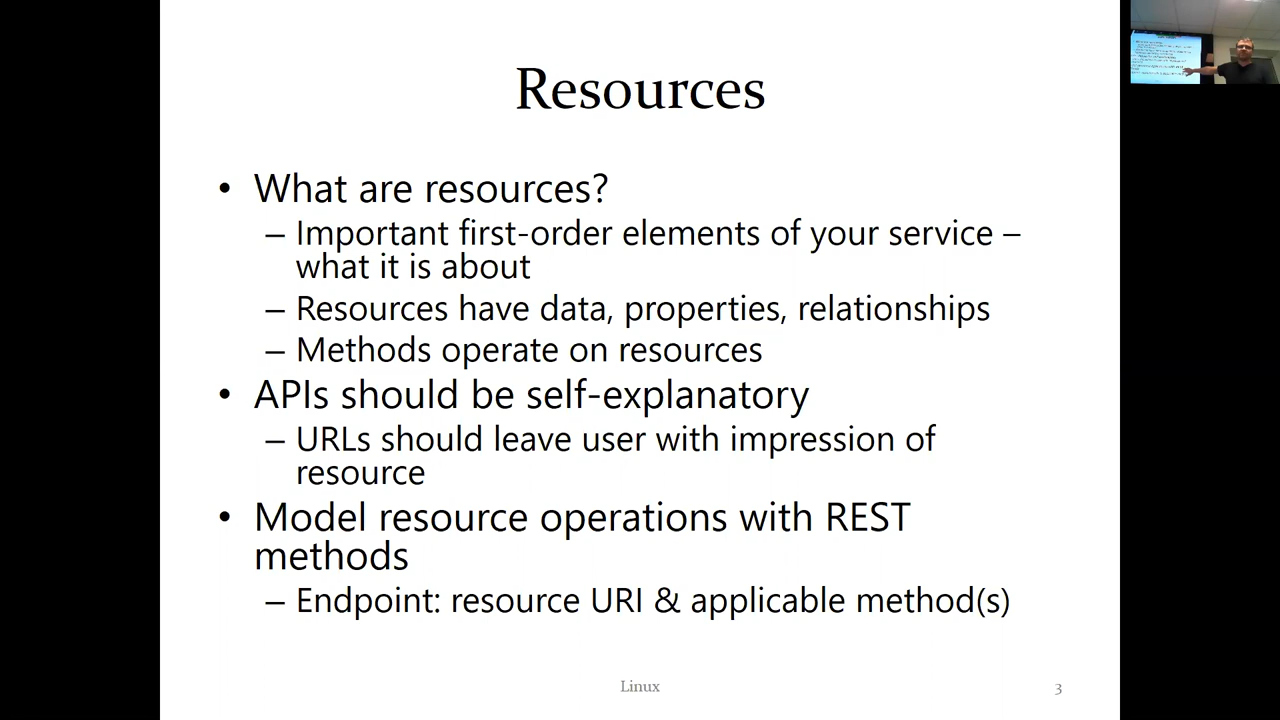 Resources
• What are resources?
– Important first-order elements of your service –
what it is about
– Resources have data, properties, relationships
– Methods operate on resources
• APIs should be self-explanatory
– URLs should leave user with impression of
resource
• Model resource operations with REST
methods
– Endpoint: resource URI & applicable method(s)
Linux
3